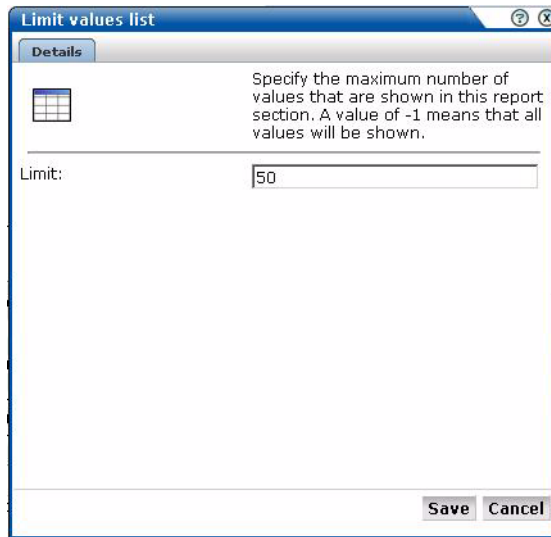 Limit values list
Details
Specify the maximum number of
values that are shown in this report
section. A value of -1 means that all
values will be shown.
Limit:
50
Save Cancel